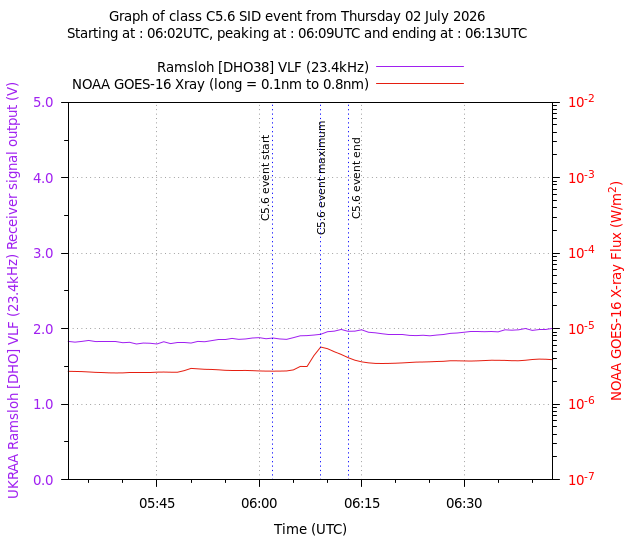 Graph of class C5.6 SID event from Thursday 02 July 2026
Starting at : 06:02UTC, peaking at : 06:09UTC and ending at : 06:13UTC
Ramsloh [DHO38] VLF (23.4kHz)
NOAA GOES-16 Xray (long = 0.1nm to 0.8nm)
UKRAA Ramsloh [DHO] VLF (23.4kHz) Receiver signal output (V)
5.0
4.0
3.0
2.0
1.0
0.0
C5.6 event start
C5.6 event maximum
C5.6 event end
10-2
10-3
10-4
10-5
10-6
10-7
NOAA GOES-16 X-ray Flux (W/m2)
05:45
06:00
06:15
06:30
Time (UTC)